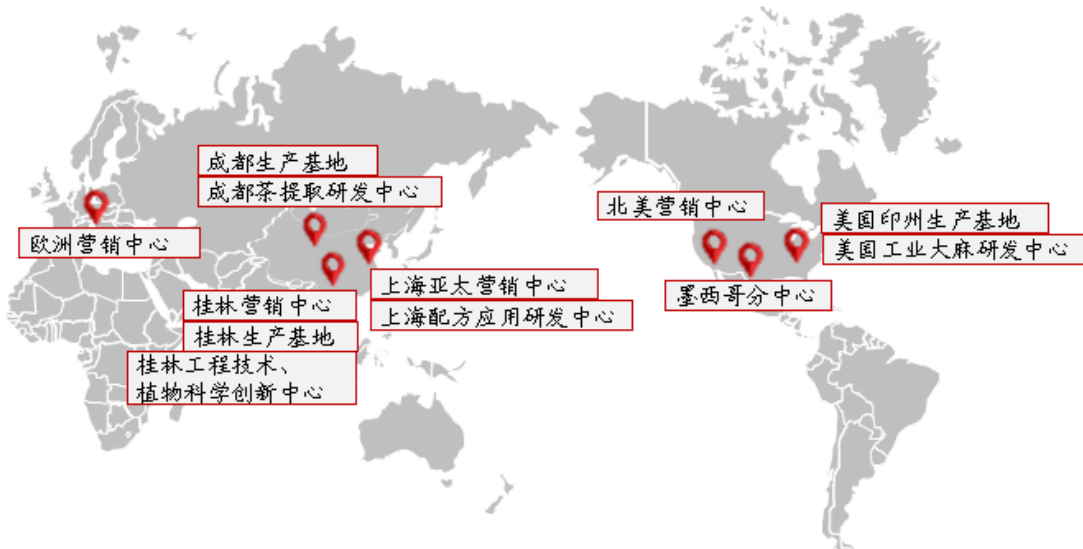 成都生产基地
成都茶提取研发中心
欧洲营销中心
桂林营销中心
桂林生产基地
桂林工程技术、
植物科学创新中心
上海亚太营销中心
上海配方应用研发中心
北美营销中心
美国印州生产基地
美国工业大麻研发中心
墨西哥分中心